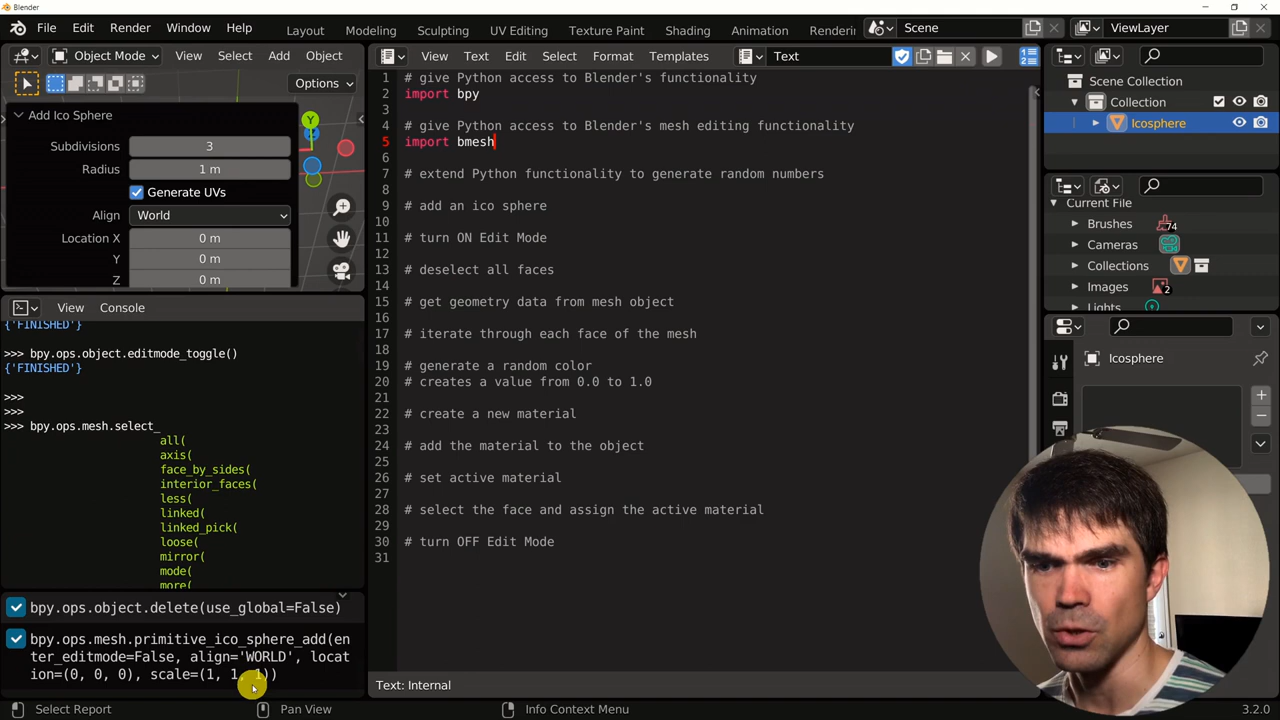 Blender
File Edit Render Window Help Layout Modeling Sculpting UV Editing Texture Paint Shading Animation Renderi Scene ViewLayer
Object Mode View Select Add Object
Options
Add Ico Sphere
Subdivisions 3
Radius 1 m
Generate UVs
Align World
Location X 0 m
Y 0 m
Z 0 m
Y
View Console
{'FINISHED'}
>>> bpy.ops.object.editmode_toggle()
{'FINISHED'}
>>>
>>>
>>> bpy.ops.mesh.select_
all(
axis(
face_by_sides(
interior_faces(
less(
linked(
linked_pick(
loose(
mirror(
mode(
more(
bpy.ops.object.delete(use_global=False)
bpy.ops.mesh.primitive_ico_sphere_add(en
ter_editmode=False, align='WORLD', locat
ion=(0, 0, 0), scale=(1, 1, 1))
View Text Edit Select Format Templates Text
1 # give Python access to Blender's functionality
2 import bpy
3
4 # give Python access to Blender's mesh editing functionality
5 import bmesh
6
7 # extend Python functionality to generate random numbers
8
9 # add an ico sphere
10
11 # turn ON Edit Mode
12
13 # deselect all faces
14
15 # get geometry data from mesh object
16
17 # iterate through each face of the mesh
18
19 # generate a random color
20 # creates a value from 0.0 to 1.0
21
22 # create a new material
23
24 # add the material to the object
25
26 # set active material
27
28 # select the face and assign the active material
29
30 # turn OFF Edit Mode
31
Text: Internal
Scene Collection
Collection
Icosphere
Current File
Brushes 74
Cameras
Collections
Images 2
Lights
Icosphere
Select Report Pan View Info Context Menu 3.2.0